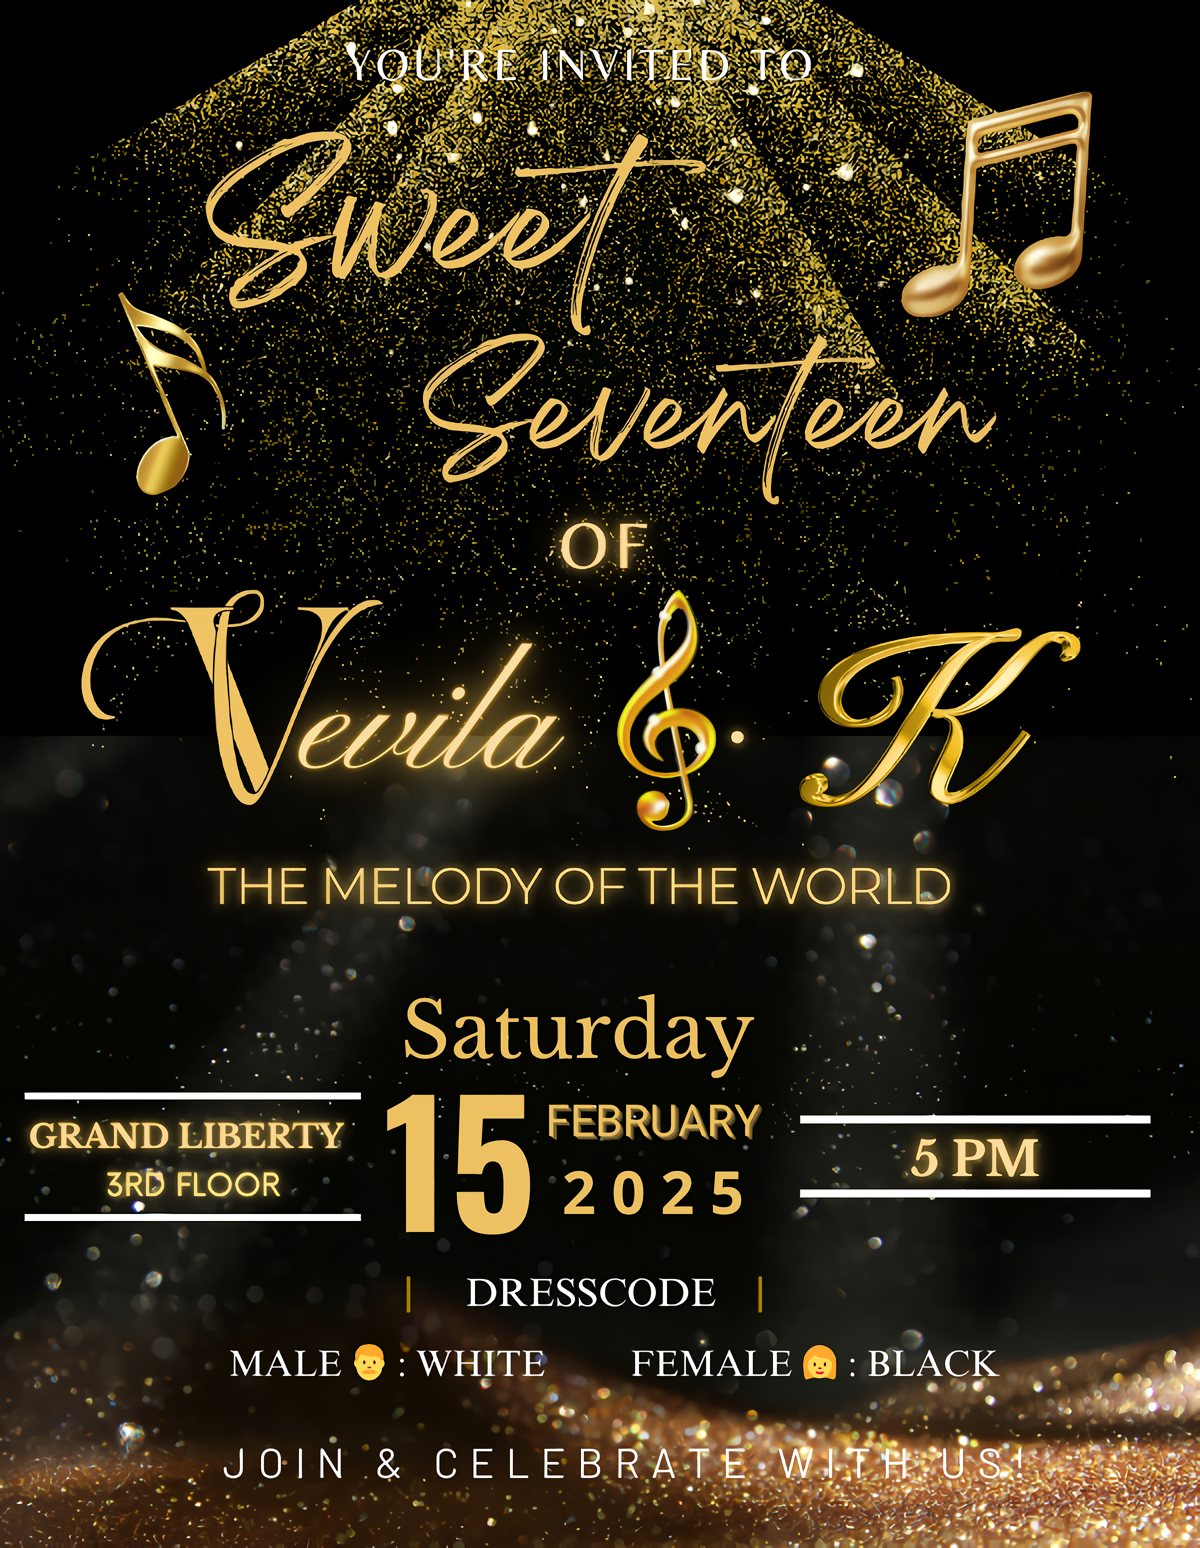 YOU'RE INVITED TO
Sweet
Seventeen
OF
Vevila . K
THE MELODY OF THE WORLD
Saturday
GRAND LIBERTY
3RD FLOOR
15
FEBRUARY
2025
5 PM
| DRESSCODE |
MALE 👨 : WHITE FEMALE 👩 : BLACK
JOIN & CELEBRATE WITH US!